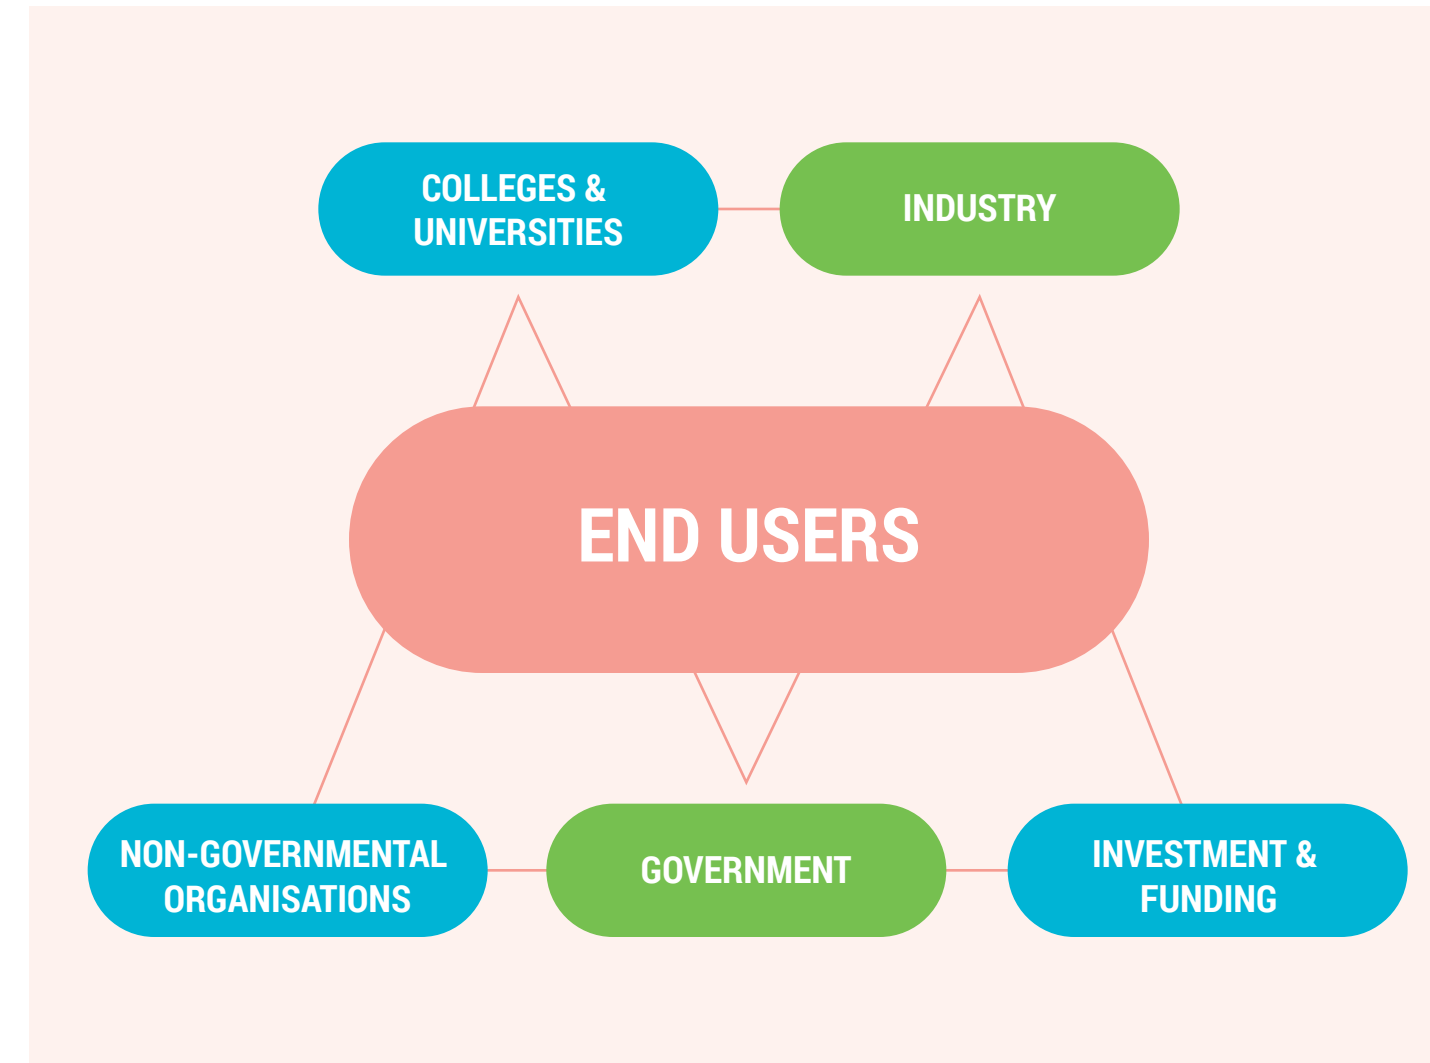 COLLEGES &
UNIVERSITIES
INDUSTRY
END USERS
NON-GOVERNMENTAL
ORGANISATIONS
GOVERNMENT
INVESTMENT &
FUNDING